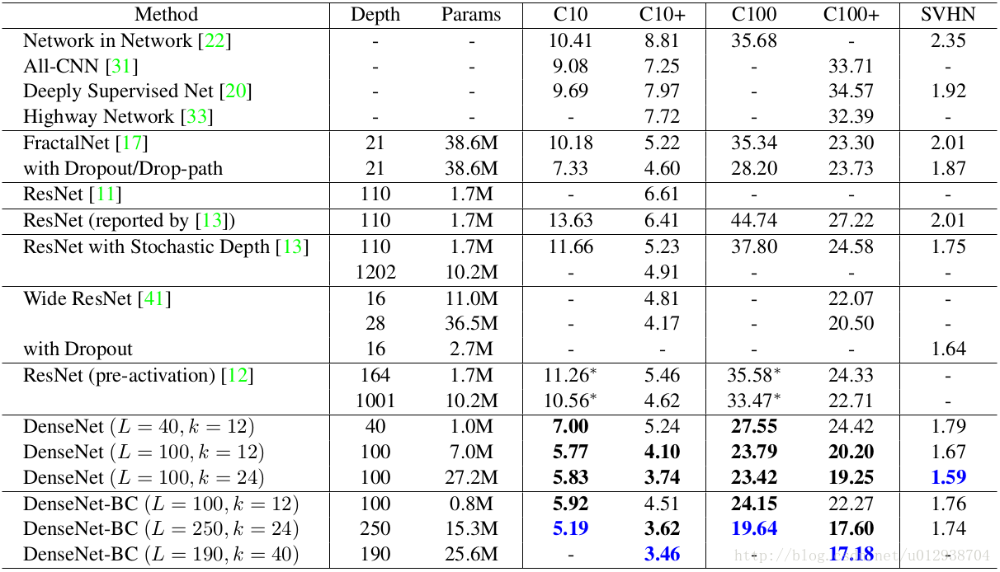 Method Depth Params C10 C10+ C100 C100+ SVHN
Network in Network [22] - - 10.41 8.81 35.68 - 2.35
All-CNN [31] - - 9.08 7.25 - 33.71 -
Deeply Supervised Net [20] - - 9.69 7.97 - 34.57 1.92
Highway Network [33] - - - 7.72 - 32.39 -
FractalNet [17] 21 38.6M 10.18 5.22 35.34 23.30 2.01
with Dropout/Drop-path 21 38.6M 7.33 4.60 28.20 23.73 1.87
ResNet [11] 110 1.7M - 6.61 - - -
ResNet (reported by [13]) 110 1.7M 13.63 6.41 44.74 27.22 2.01
ResNet with Stochastic Depth [13] 110 1.7M 11.66 5.23 37.80 24.58 1.75
1202 10.2M - 4.91 - - -
Wide ResNet [41] 16 11.0M - 4.81 - 22.07 -
28 36.5M - 4.17 - 20.50 -
with Dropout 16 2.7M - - - - 1.64
ResNet (pre-activation) [12] 164 1.7M 11.26* 5.46 35.58* 24.33 -
1001 10.2M 10.56* 4.62 33.47* 22.71 -
DenseNet (L = 40, k = 12) 40 1.0M 7.00 5.24 27.55 24.42 1.79
DenseNet (L = 100, k = 12) 100 7.0M 5.77 4.10 23.79 20.20 1.67
DenseNet (L = 100, k = 24) 100 27.2M 5.83 3.74 23.42 19.25 1.59
DenseNet-BC (L = 100, k = 12) 100 0.8M 5.92 4.51 24.15 22.27 1.76
DenseNet-BC (L = 250, k = 24) 250 15.3M 5.19 3.62 19.64 17.60 1.74
DenseNet-BC (L = 190, k = 40) 190 25.6M - 3.46 - 17.18 -